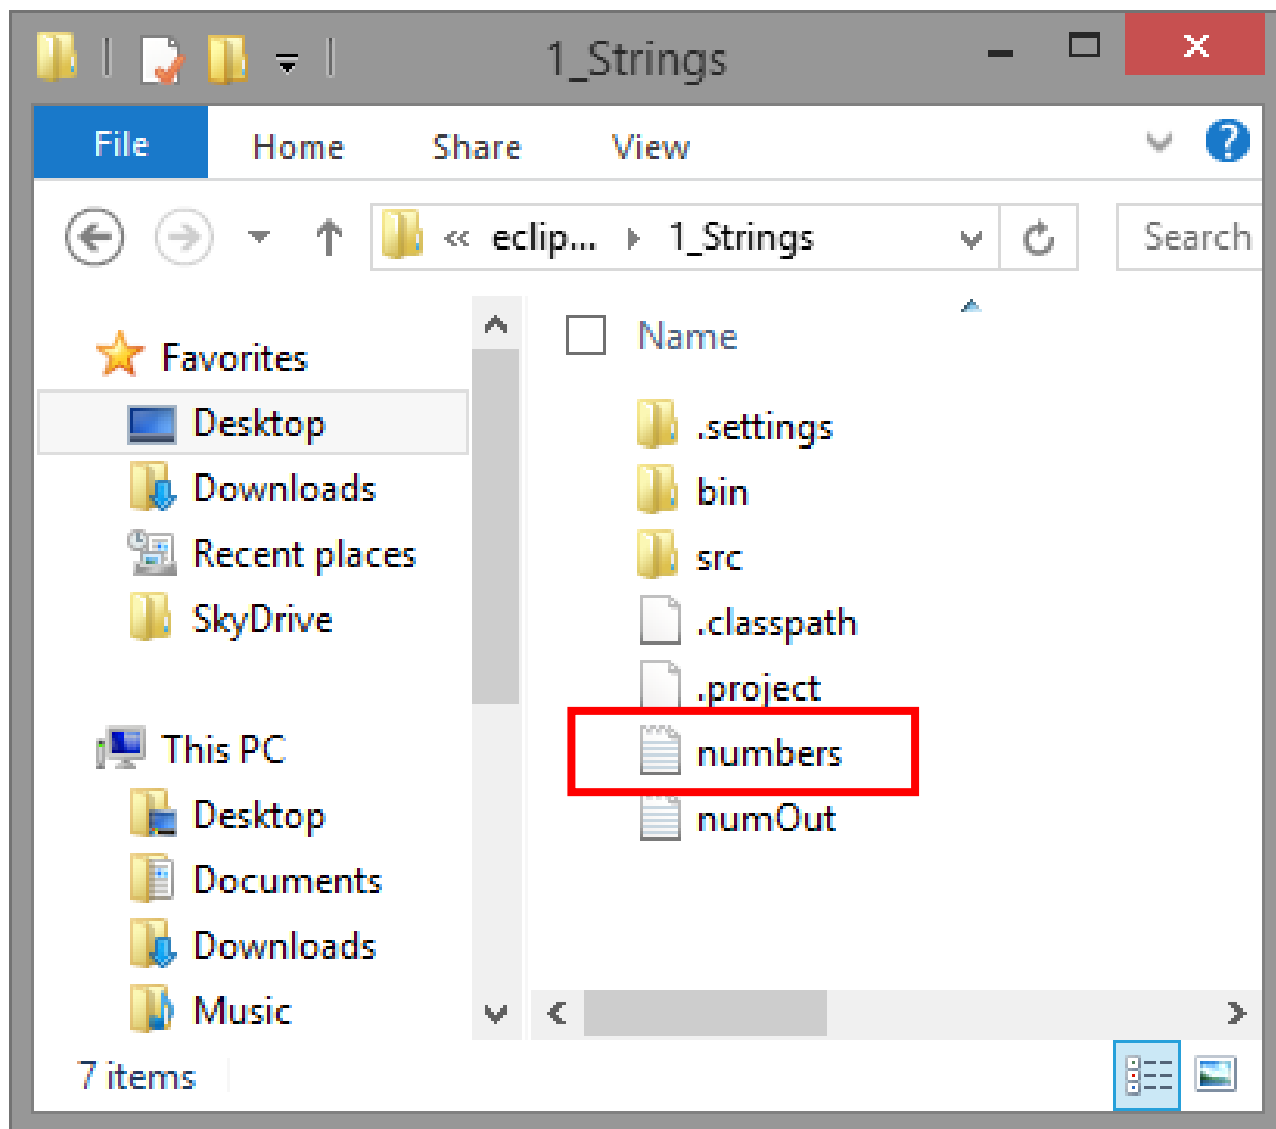 1_Strings
File Home Share View ?
« eclip... 1_Strings Search
Favorites
Desktop
Downloads
Recent places
SkyDrive
This PC
Desktop
Documents
Downloads
Music
Name
.settings
bin
src
.classpath
.project
numbers
numOut
7 items